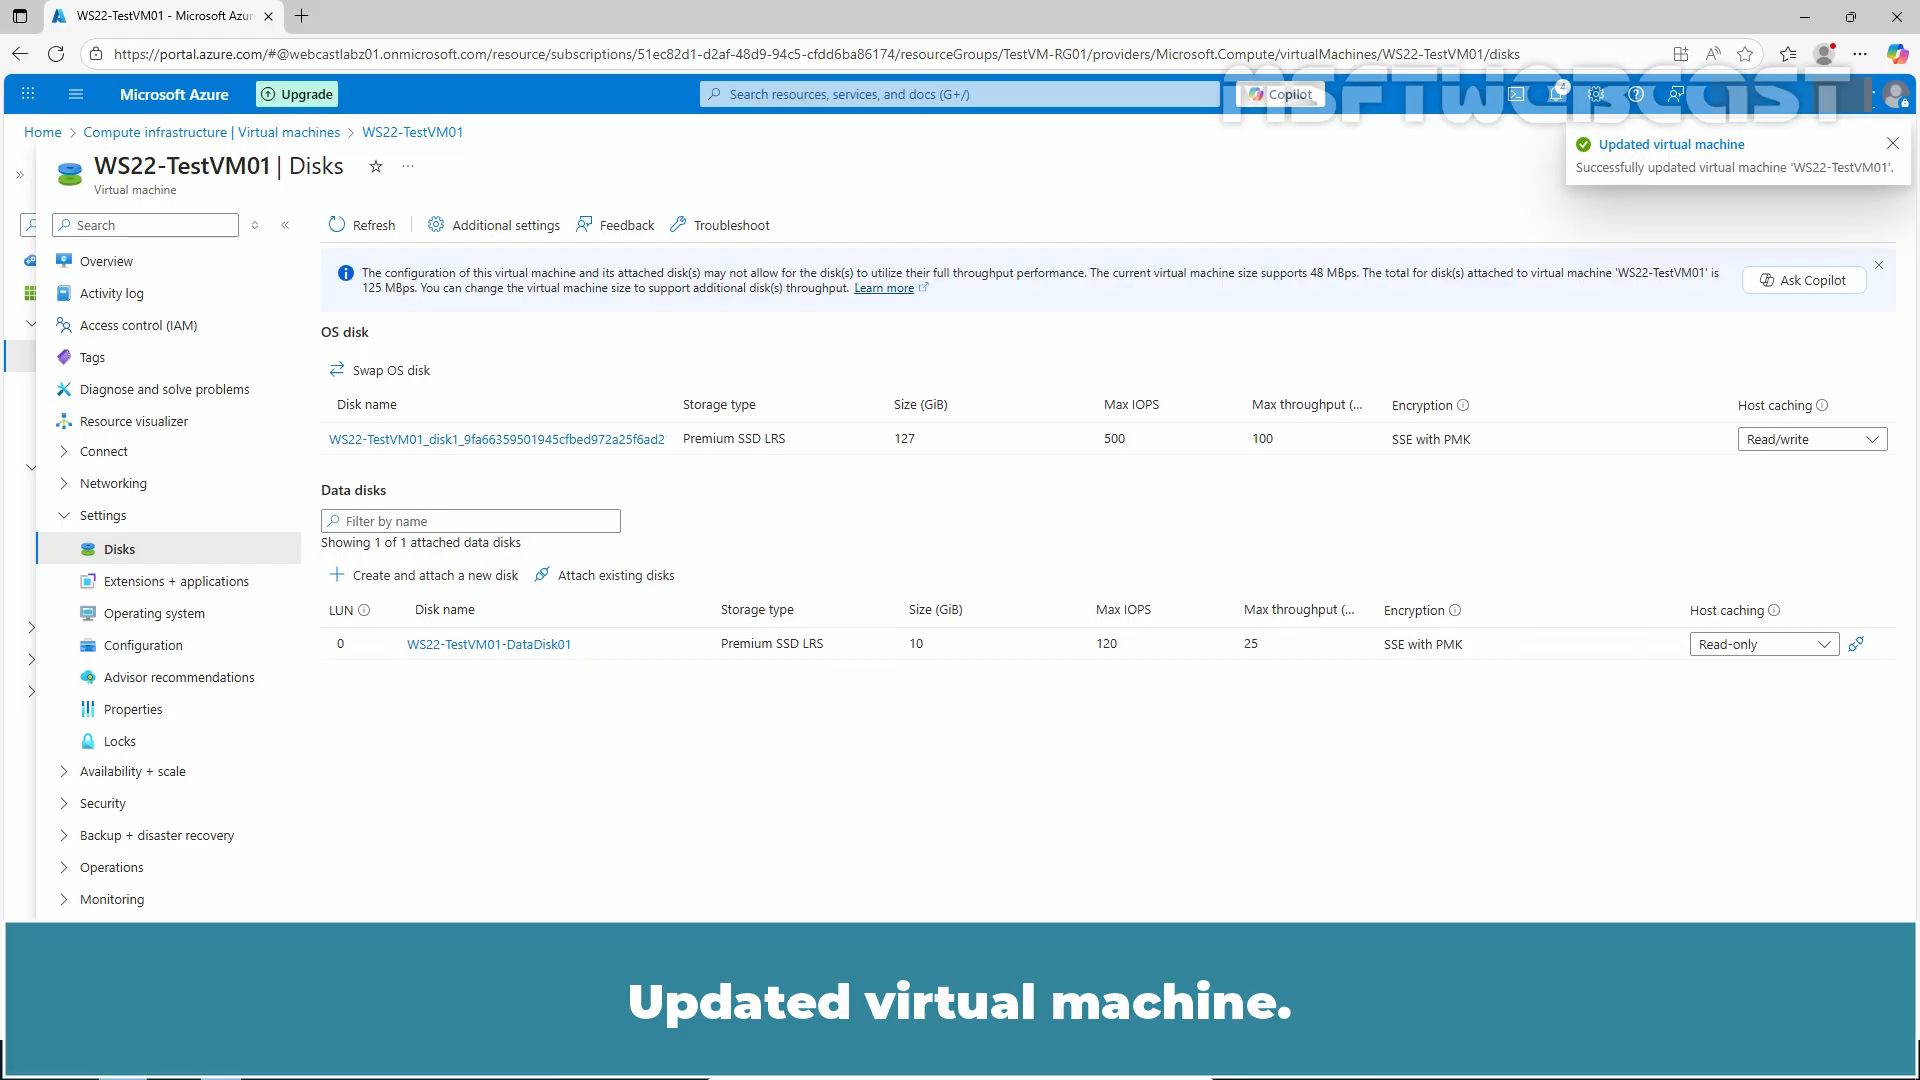 WS22-TestVM01 - Microsoft Azur
https://portal.azure.com/#@webcastlabz01.onmicrosoft.com/resource/subscriptions/51ec82d1-d2af-48d9-94c5-cfdd6ba86174/resourceGroups/TestVM-RG01/providers/Microsoft.Compute/virtualMachines/WS22-TestVM01/disks
Microsoft Azure
Upgrade
Search resources, services, and docs (G+/)
Copilot
4
MSFTWEBCAST
Home > Compute infrastructure | Virtual machines > WS22-TestVM01
Updated virtual machine
Successfully updated virtual machine 'WS22-TestVM01'.
WS22-TestVM01 | Disks
Virtual machine
Search
Refresh
Additional settings
Feedback
Troubleshoot
The configuration of this virtual machine and its attached disk(s) may not allow for the disk(s) to utilize their full throughput performance. The current virtual machine size supports 48 MBps. The total for disk(s) attached to virtual machine 'WS22-TestVM01' is
125 MBps. You can change the virtual machine size to support additional disk(s) throughput. Learn more
Ask Copilot
Overview
Activity log
Access control (IAM)
Tags
Diagnose and solve problems
Resource visualizer
Connect
Networking
Settings
Disks
Extensions + applications
Operating system
Configuration
Advisor recommendations
Properties
Locks
Availability + scale
Security
Backup + disaster recovery
Operations
Monitoring
OS disk
Swap OS disk
Disk name Storage type Size (GiB) Max IOPS Max throughput (... Encryption Host caching
WS22-TestVM01_disk1_9fa66359501945cfbed972a25f6ad2 Premium SSD LRS 127 500 100 SSE with PMK Read/write
Data disks
Filter by name
Showing 1 of 1 attached data disks
Create and attach a new disk
Attach existing disks
LUN Disk name Storage type Size (GiB) Max IOPS Max throughput (... Encryption Host caching
0 WS22-TestVM01-DataDisk01 Premium SSD LRS 10 120 25 SSE with PMK Read-only
Updated virtual machine.